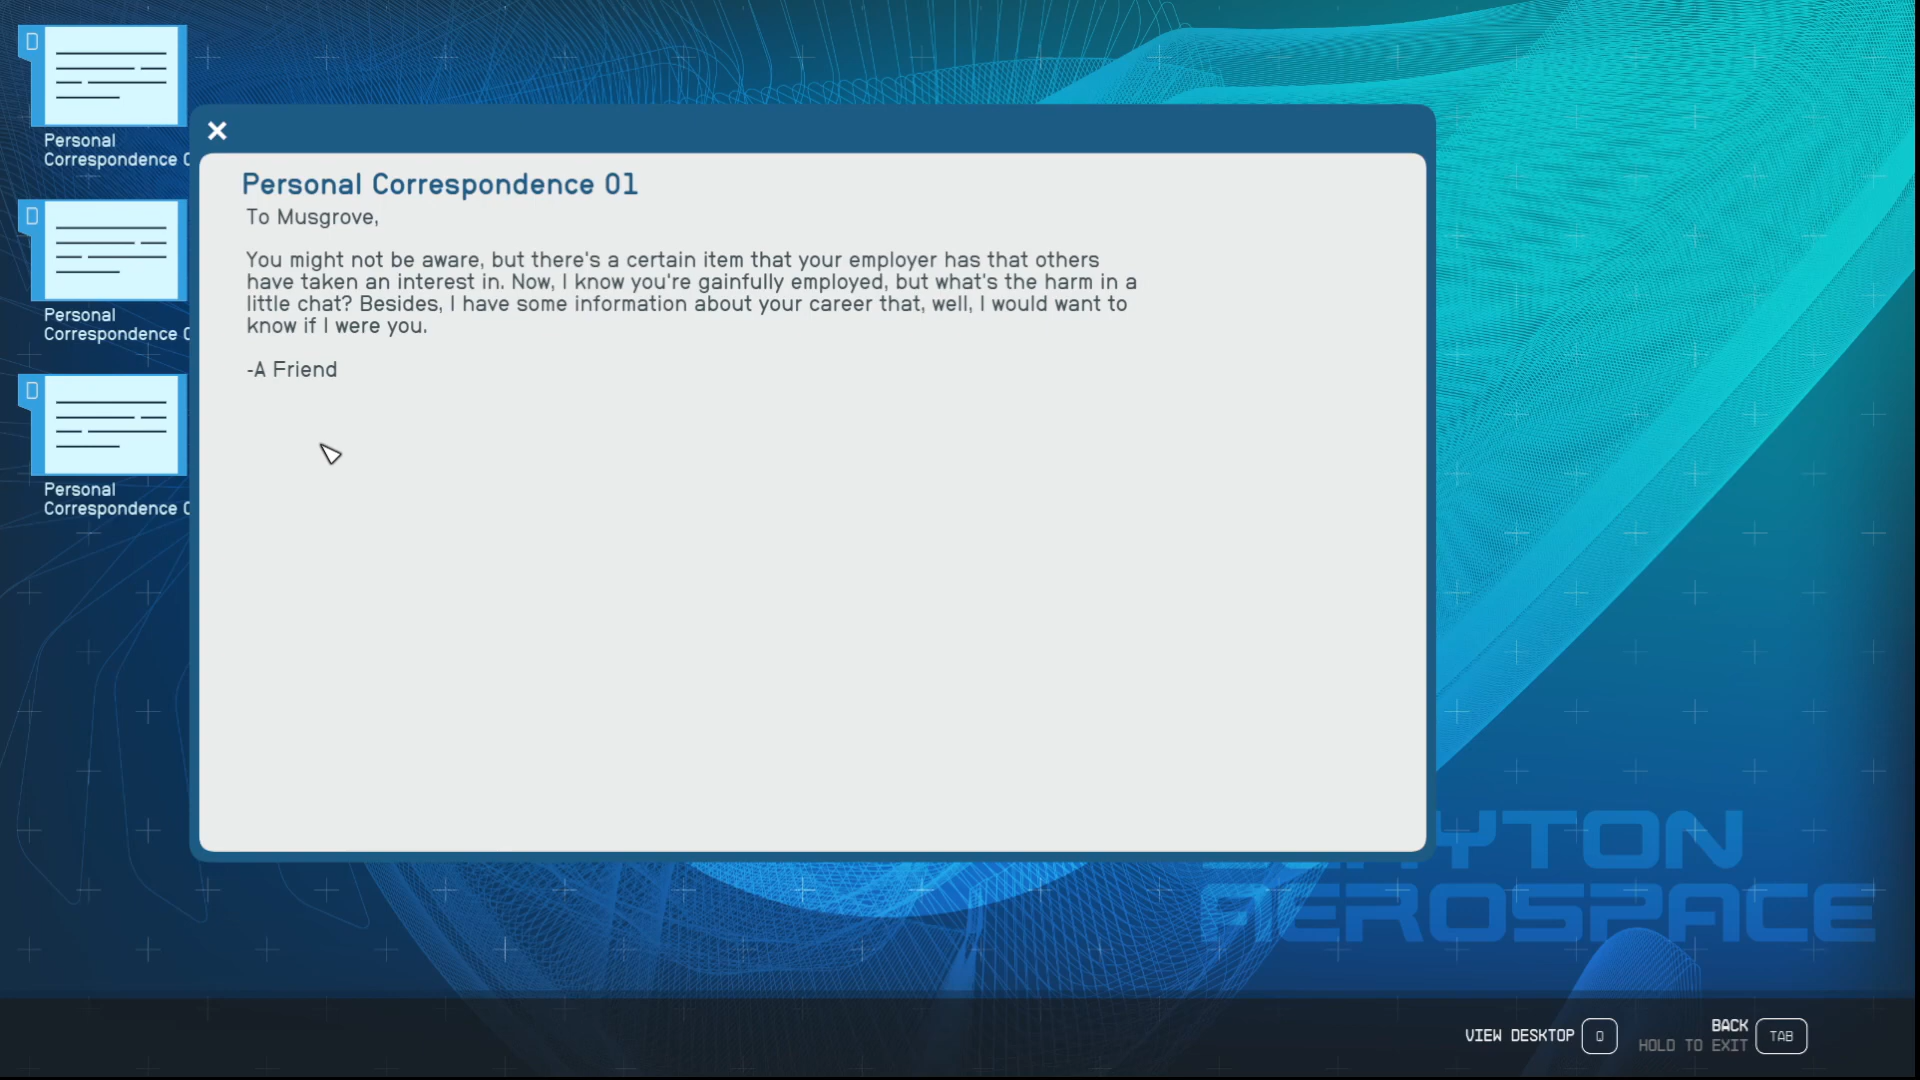 Personal
Correspondence
Personal
Correspondence
Personal
Correspondence
Personal Correspondence 01
To Musgrove,
You might not be aware, but there's a certain item that your employer has that others
have taken an interest in. Now, I know you're gainfully employed, but what's the harm in a
little chat? Besides, I have some information about your career that, well, I would want to
know if I were you.
-A Friend
AEROSPACE
VIEW DESKTOP
BACK
TAB
HOLD TO EXIT